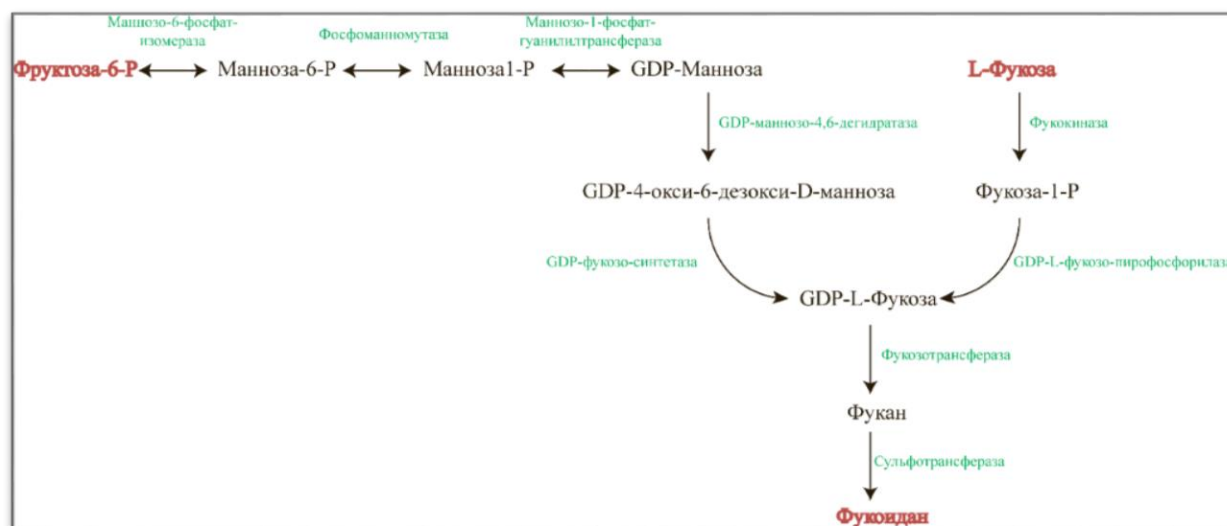 Маннозо-6-фосфат-
изомераза
Фосфоманномутаза
Маннозо-1-фосфат-
гуанилилтрансфераза
Фруктоза-6-Р
Манноза-6-Р
Манноза1-Р
GDP-Манноза
L-Фукоза
GDP-маннозо-4,6-дегидратаза
Фукокиназа
GDP-4-окси-6-дезокси-D-манноза
Фукоза-1-Р
GDP-фукозо-синтетаза
GDP-L-фукозо-пирофосфорилаза
GDP-L-Фукоза
Фукозотрансфераза
Фукан
Сульфотрансфераза
Фукоидан